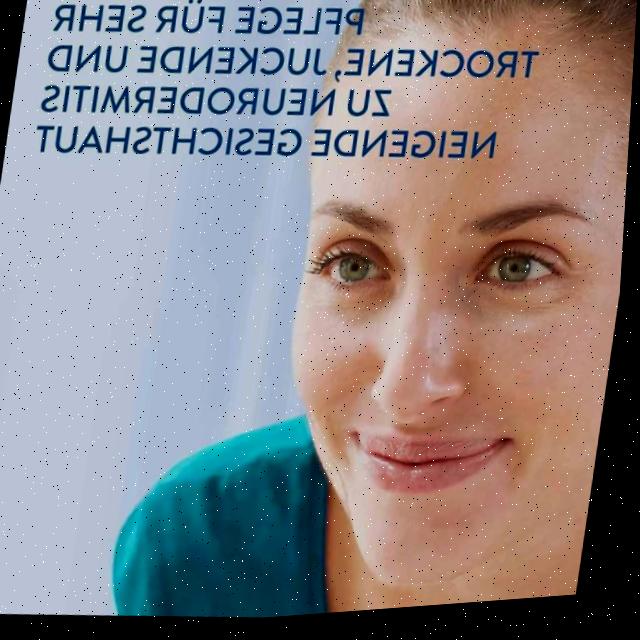 PFLEGE FÜR SEHR
TROCKENE, JUCKENDE UND
ZU NEURODERMITIS
NEIGENDE GESICHTSHAUT